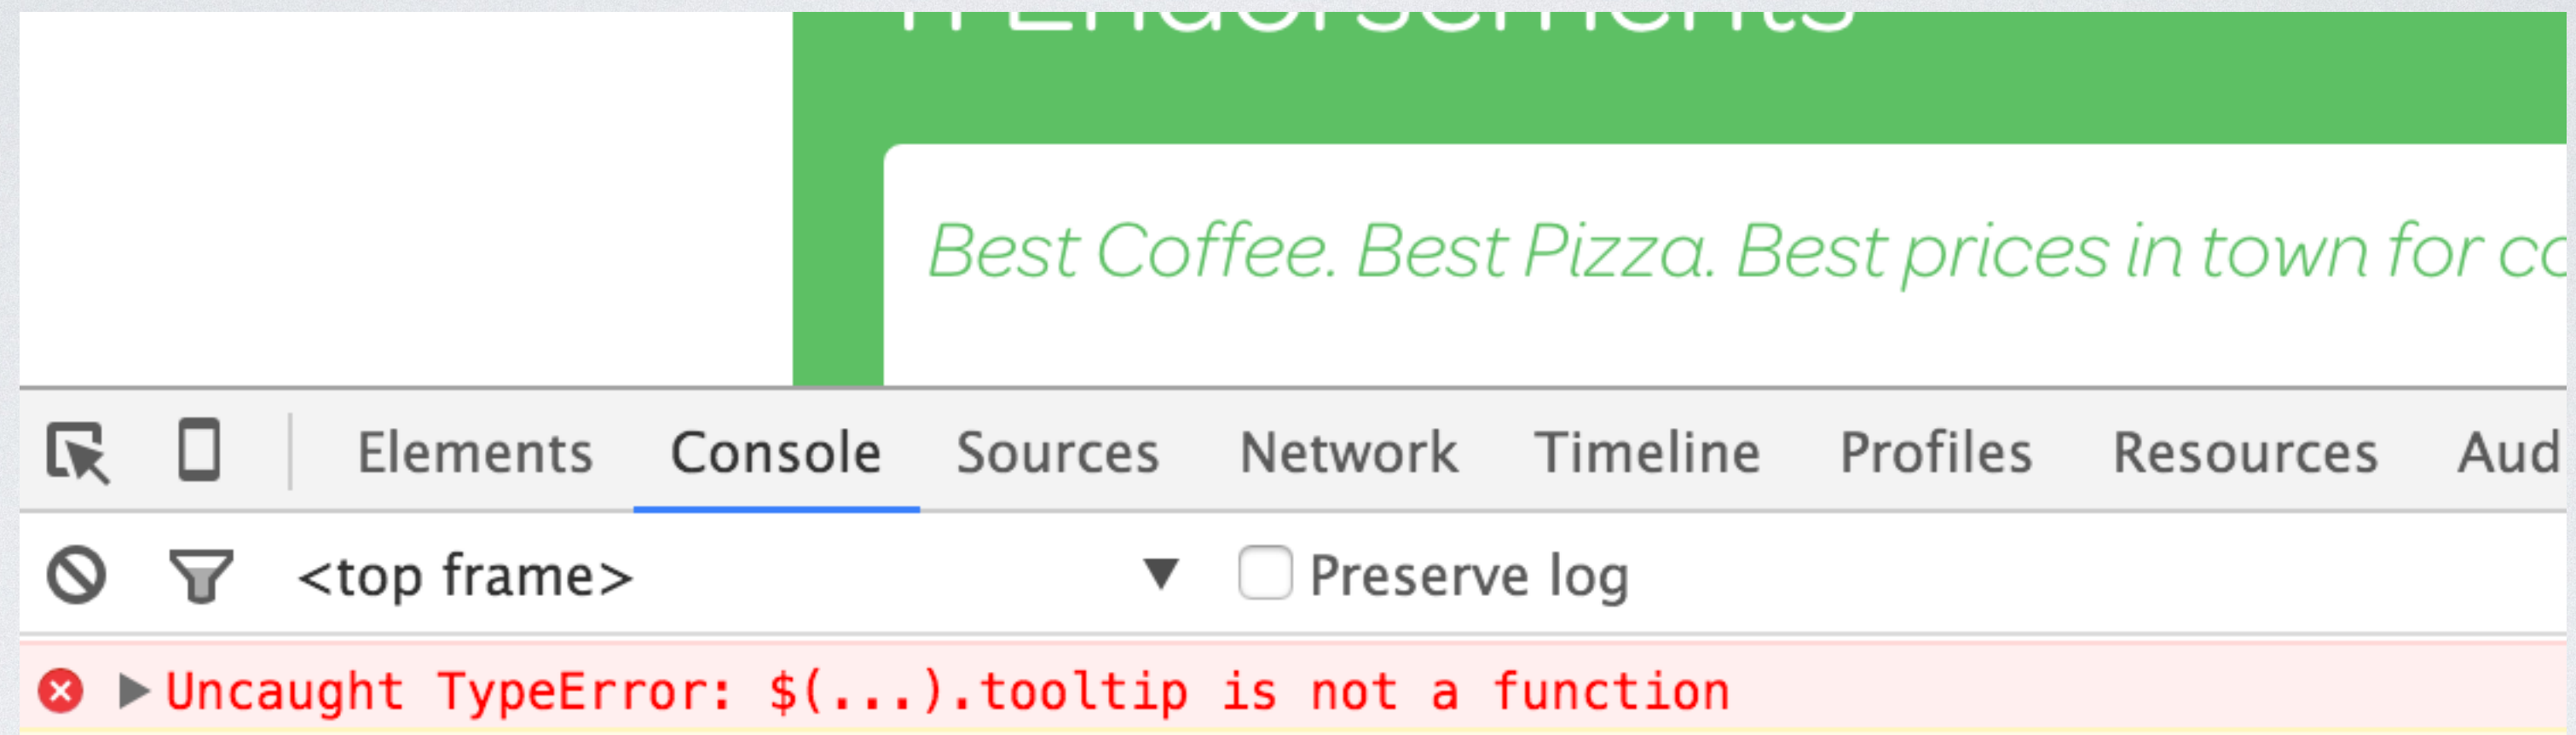 n Endorsements
Best Coffee. Best Pizza. Best prices in town for co
Elements Console Sources Network Timeline Profiles Resources Aud
<top frame> ▼ Preserve log
Uncaught TypeError: $(...).tooltip is not a function